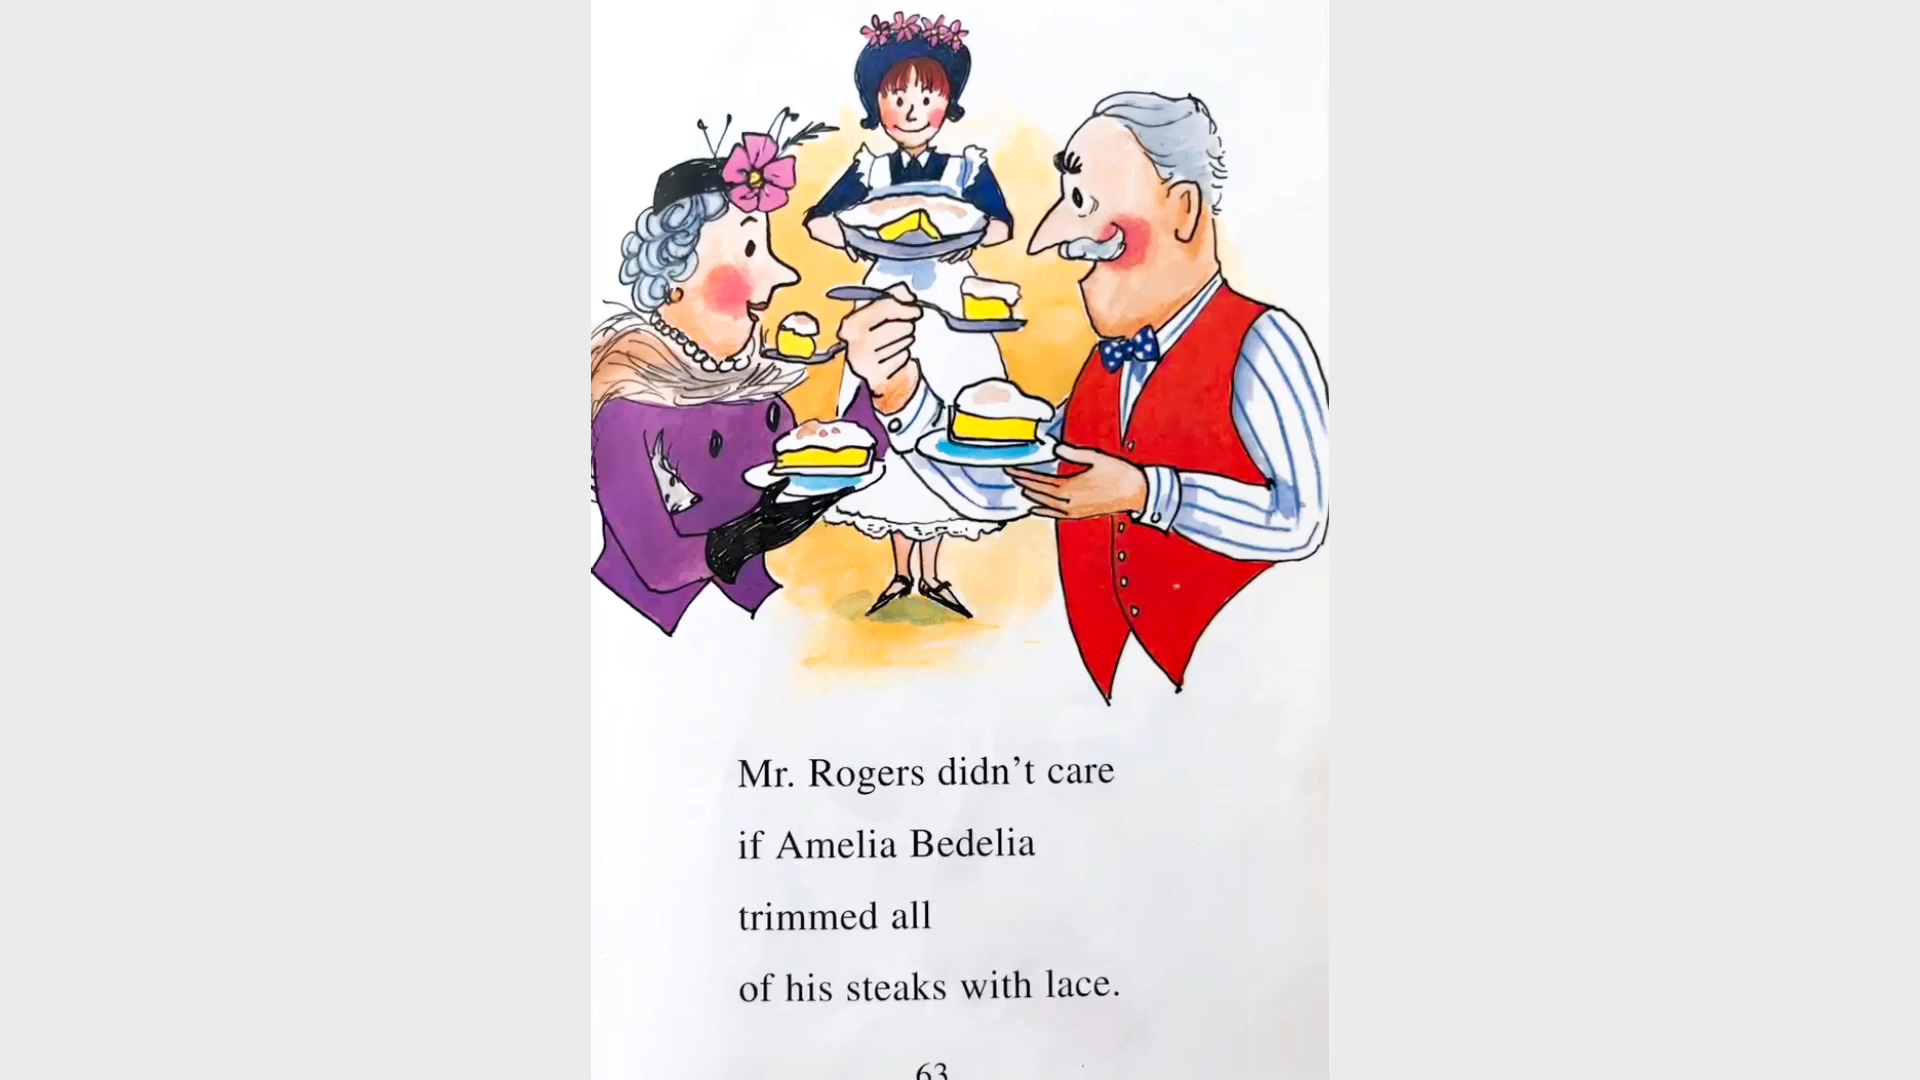 Mr. Rogers didn’t care
if Amelia Bedelia
trimmed all
of his steaks with lace.
63